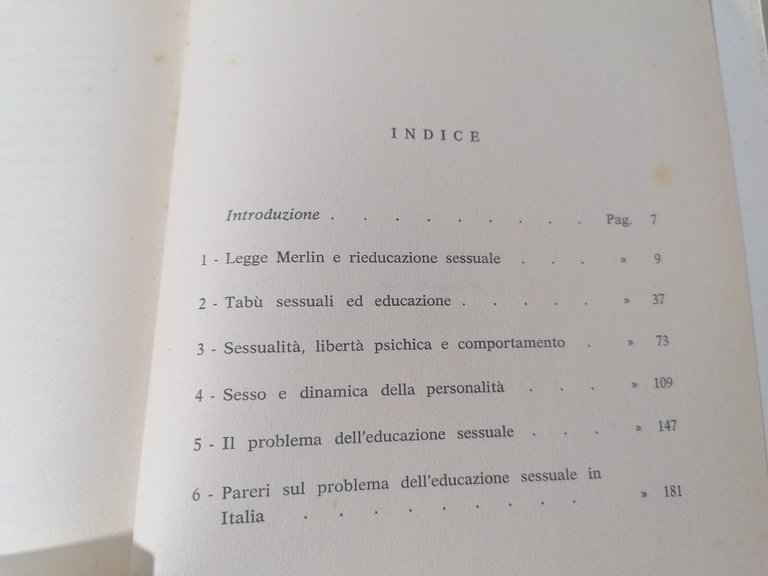 INDICE
Introduzione . . . . . . . . . Pag. 7
1 - Legge Merlin e rieducazione sessuale . . . » 9
2 - Tabù sessuali ed educazione . . . . . » 37
3 - Sessualità, libertà psichica e comportamento . » 73
4 - Sesso e dinamica della personalità . . . » 109
5 - Il problema dell'educazione sessuale . . . » 147
6 - Pareri sul problema dell'educazione sessuale in
Italia . . . . . . . . . » 181